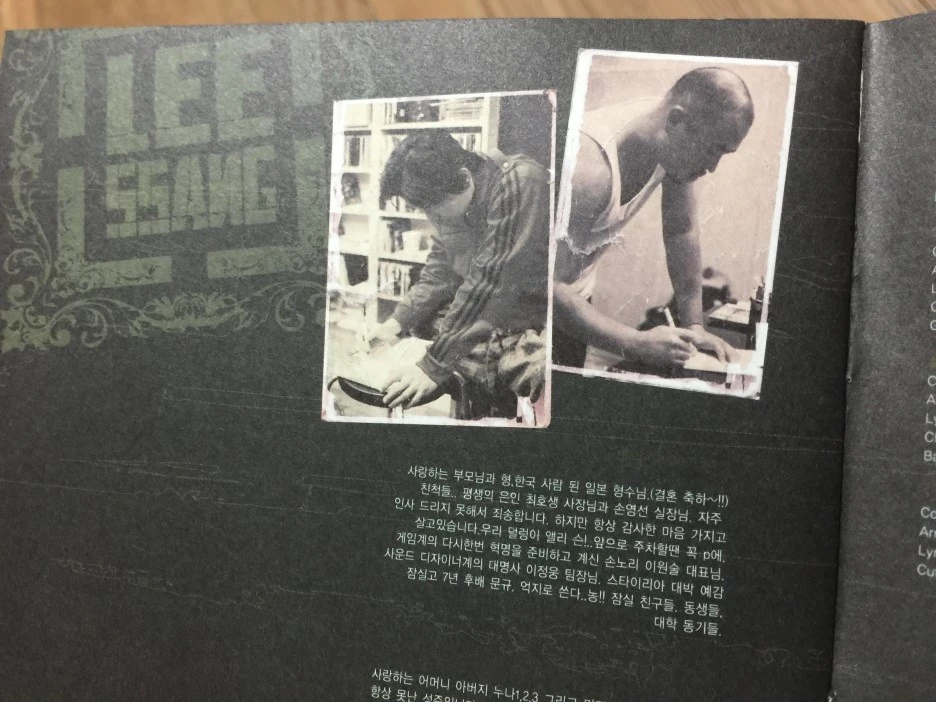 LEE
SSANG
사랑하는 부모님과 형,한국 사람 된 일본 형수님.(결혼 축하~!!)
친척들.. 평생의 은인 최호생 사장님과 손영선 실장님. 자주
인사 드리지 못해서 죄송합니다. 하지만 항상 감사한 마음 가지고
살고있습니다.우리 덜렁이 앨리 슨!...앞으로 주차할땐 꼭 p에.
게임계의 다시한번 혁명을 준비하고 계신 손노리 이원술 대표님.
사운드 디자이너계의 대명사 이정웅 팀장님. 스타이리아 대박 예감
잠실고 7년 후배 문규. 억지로 쓴다..농!! 잠실 친구들. 동생들.
대학 동기들.
사랑하는 어머니 아버지 누나1,2,3 그리고
항상 못난